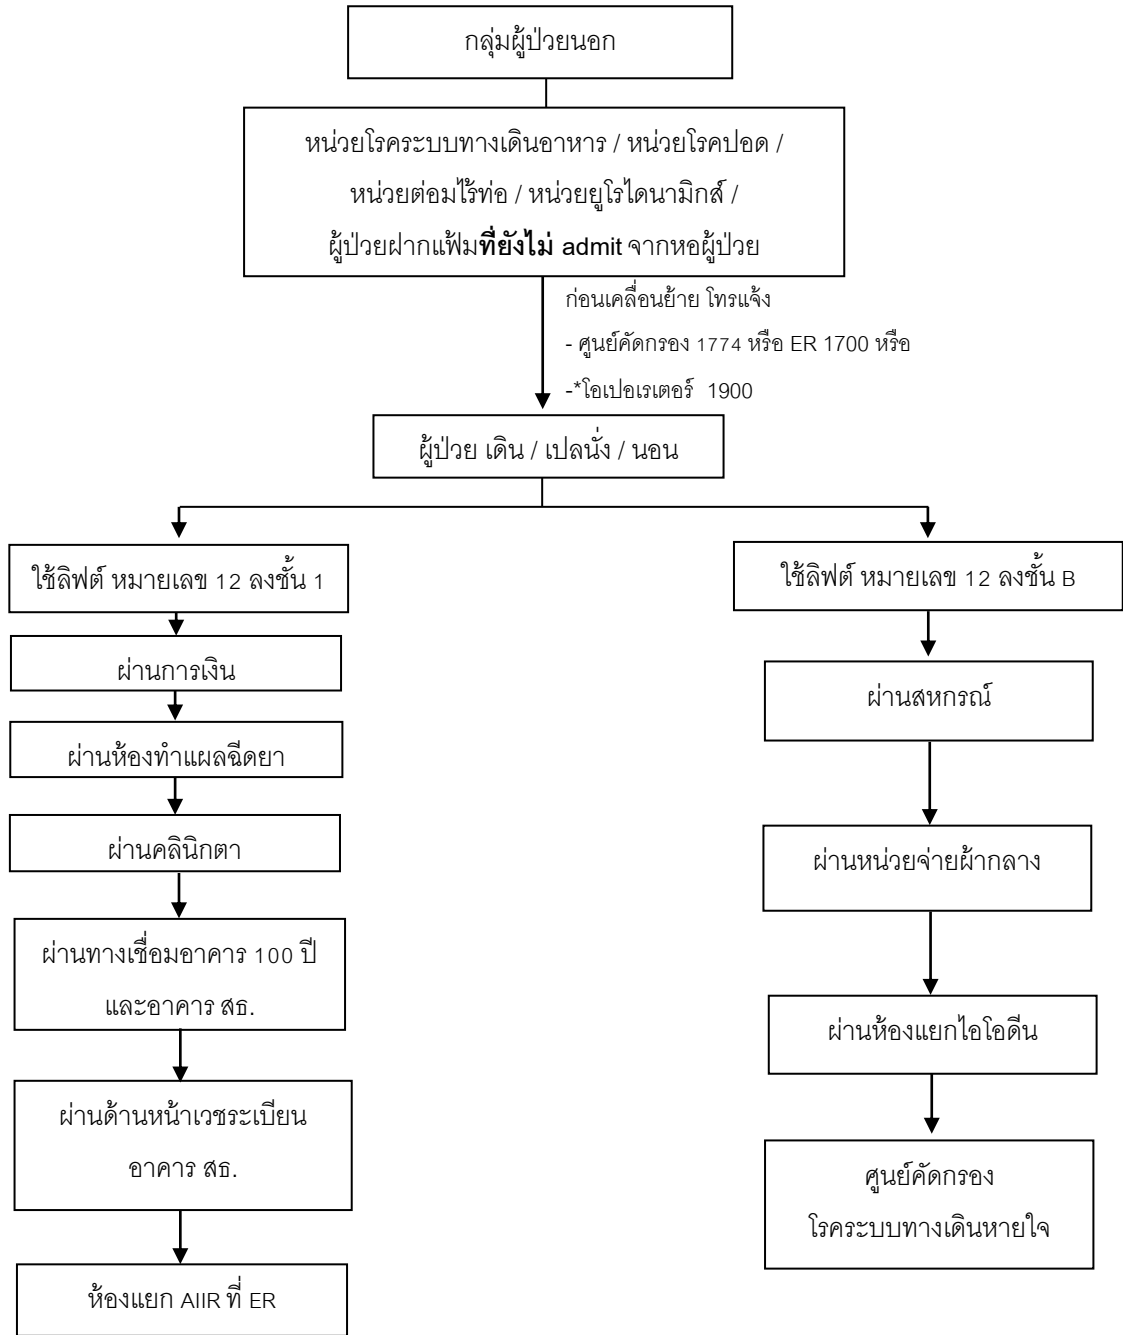 กลุ่มผู้ป่วยนอก
หน่วยโรคระบบทางเดินอาหาร / หน่วยโรคปอด /
หน่วยต่อมไร้ท่อ / หน่วยยูโรไดนามิกส์ /
ผู้ป่วยฝากแฟ้มที่ยังไม่ admit จากหอผู้ป่วย
ก่อนเคลื่อนย้าย โทรแจ้ง
- ศูนย์คัดกรอง 1774 หรือ ER 1700 หรือ
-*โอเปอเรเตอร์ 1900
ผู้ป่วย เดิน / เปลนั่ง / นอน
ใช้ลิฟต์ หมายเลข 12 ลงชั้น 1
ผ่านการเงิน
ผ่านห้องทำแผลฉีดยา
ผ่านคลินิกตา
ผ่านทางเชื่อมอาคาร 100 ปี
และอาคาร สธ.
ผ่านด้านหน้าเวชระเบียน
อาคาร สธ.
ห้องแยก AIIR ที่ ER
ใช้ลิฟต์ หมายเลข 12 ลงชั้น B
ผ่านสหกรณ์
ผ่านหน่วยจ่ายผ้ากลาง
ผ่านห้องแยกไอโอดีน
ศูนย์คัดกรอง
โรคระบบทางเดินหายใจ